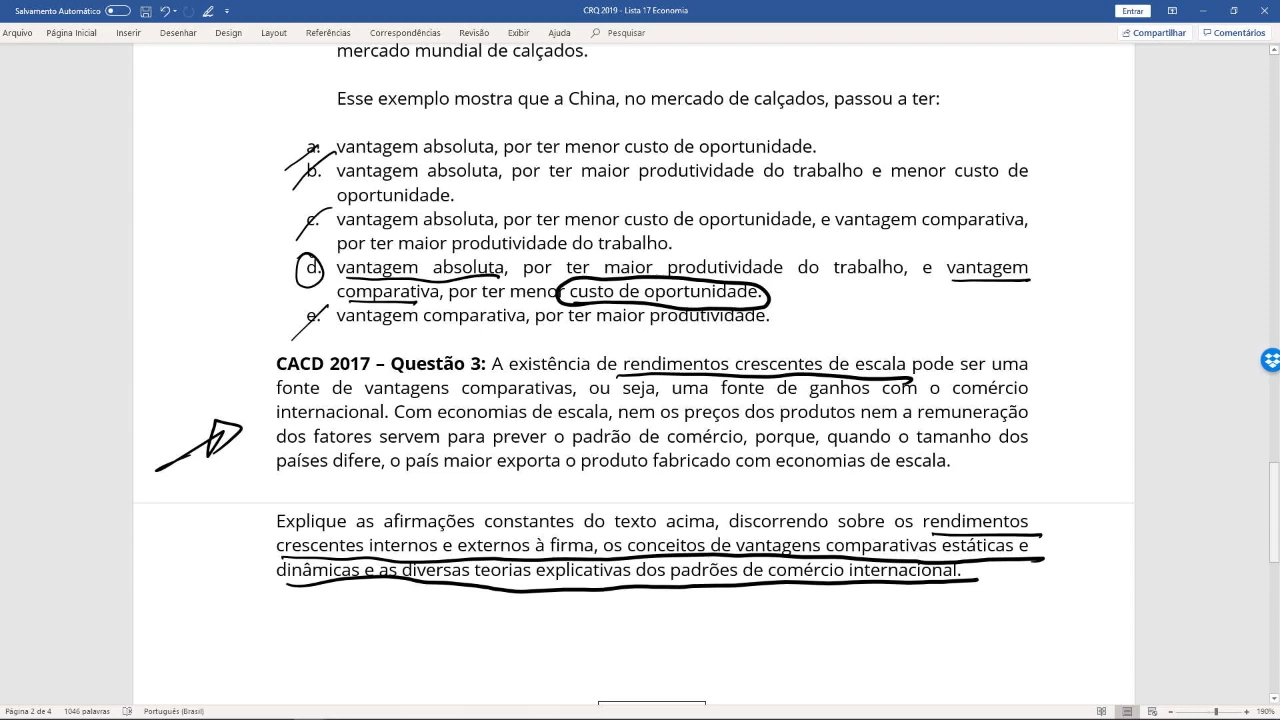 Salvamento Automático
CRQ 2019 - Lista 17 Economia
Entrar
Arquivo Página Inicial Inserir Desenhar Design Layout Referências Correspondências Revisão Exibir Ajuda Pesquisar Compartilhar Comentários
mercado mundial de calçados.
Esse exemplo mostra que a China, no mercado de calçados, passou a ter:
a. vantagem absoluta, por ter menor custo de oportunidade.
b. vantagem absoluta, por ter maior produtividade do trabalho e menor custo de
oportunidade.
c. vantagem absoluta, por ter menor custo de oportunidade, e vantagem comparativa,
por ter maior produtividade do trabalho.
d. vantagem absoluta, por ter maior produtividade do trabalho, e vantagem
comparativa, por ter menor custo de oportunidade.
e. vantagem comparativa, por ter maior produtividade.
CACD 2017 – Questão 3: A existência de rendimentos crescentes de escala pode ser uma
fonte de vantagens comparativas, ou seja, uma fonte de ganhos com o comércio
internacional. Com economias de escala, nem os preços dos produtos nem a remuneração
dos fatores servem para prever o padrão de comércio, porque, quando o tamanho dos
países difere, o país maior exporta o produto fabricado com economias de escala.
Explique as afirmações constantes do texto acima, discorrendo sobre os rendimentos
crescentes internos e externos à firma, os conceitos de vantagens comparativas estáticas e
dinâmicas e as diversas teorias explicativas dos padrões de comércio internacional.
Página 2 de 4 1046 palavras Português (Brasil) 190%